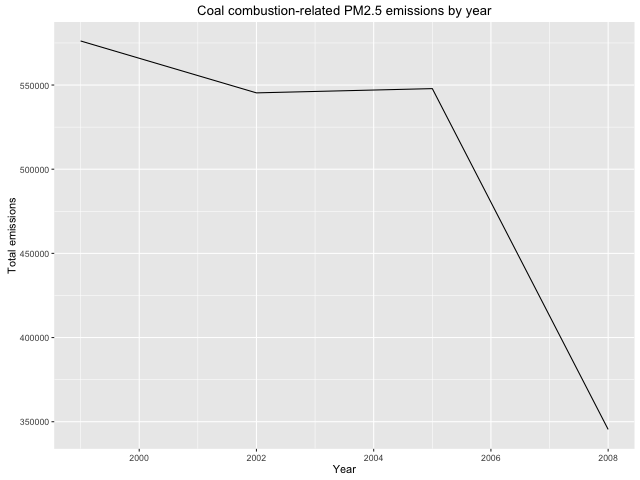 Coal combustion-related PM2.5 emissions by year
Total emissions
550000
500000
450000
400000
350000
2000 2002 2004 2006 2008
Year